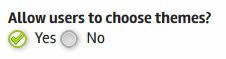 Allow users to choose themes?
Yes No